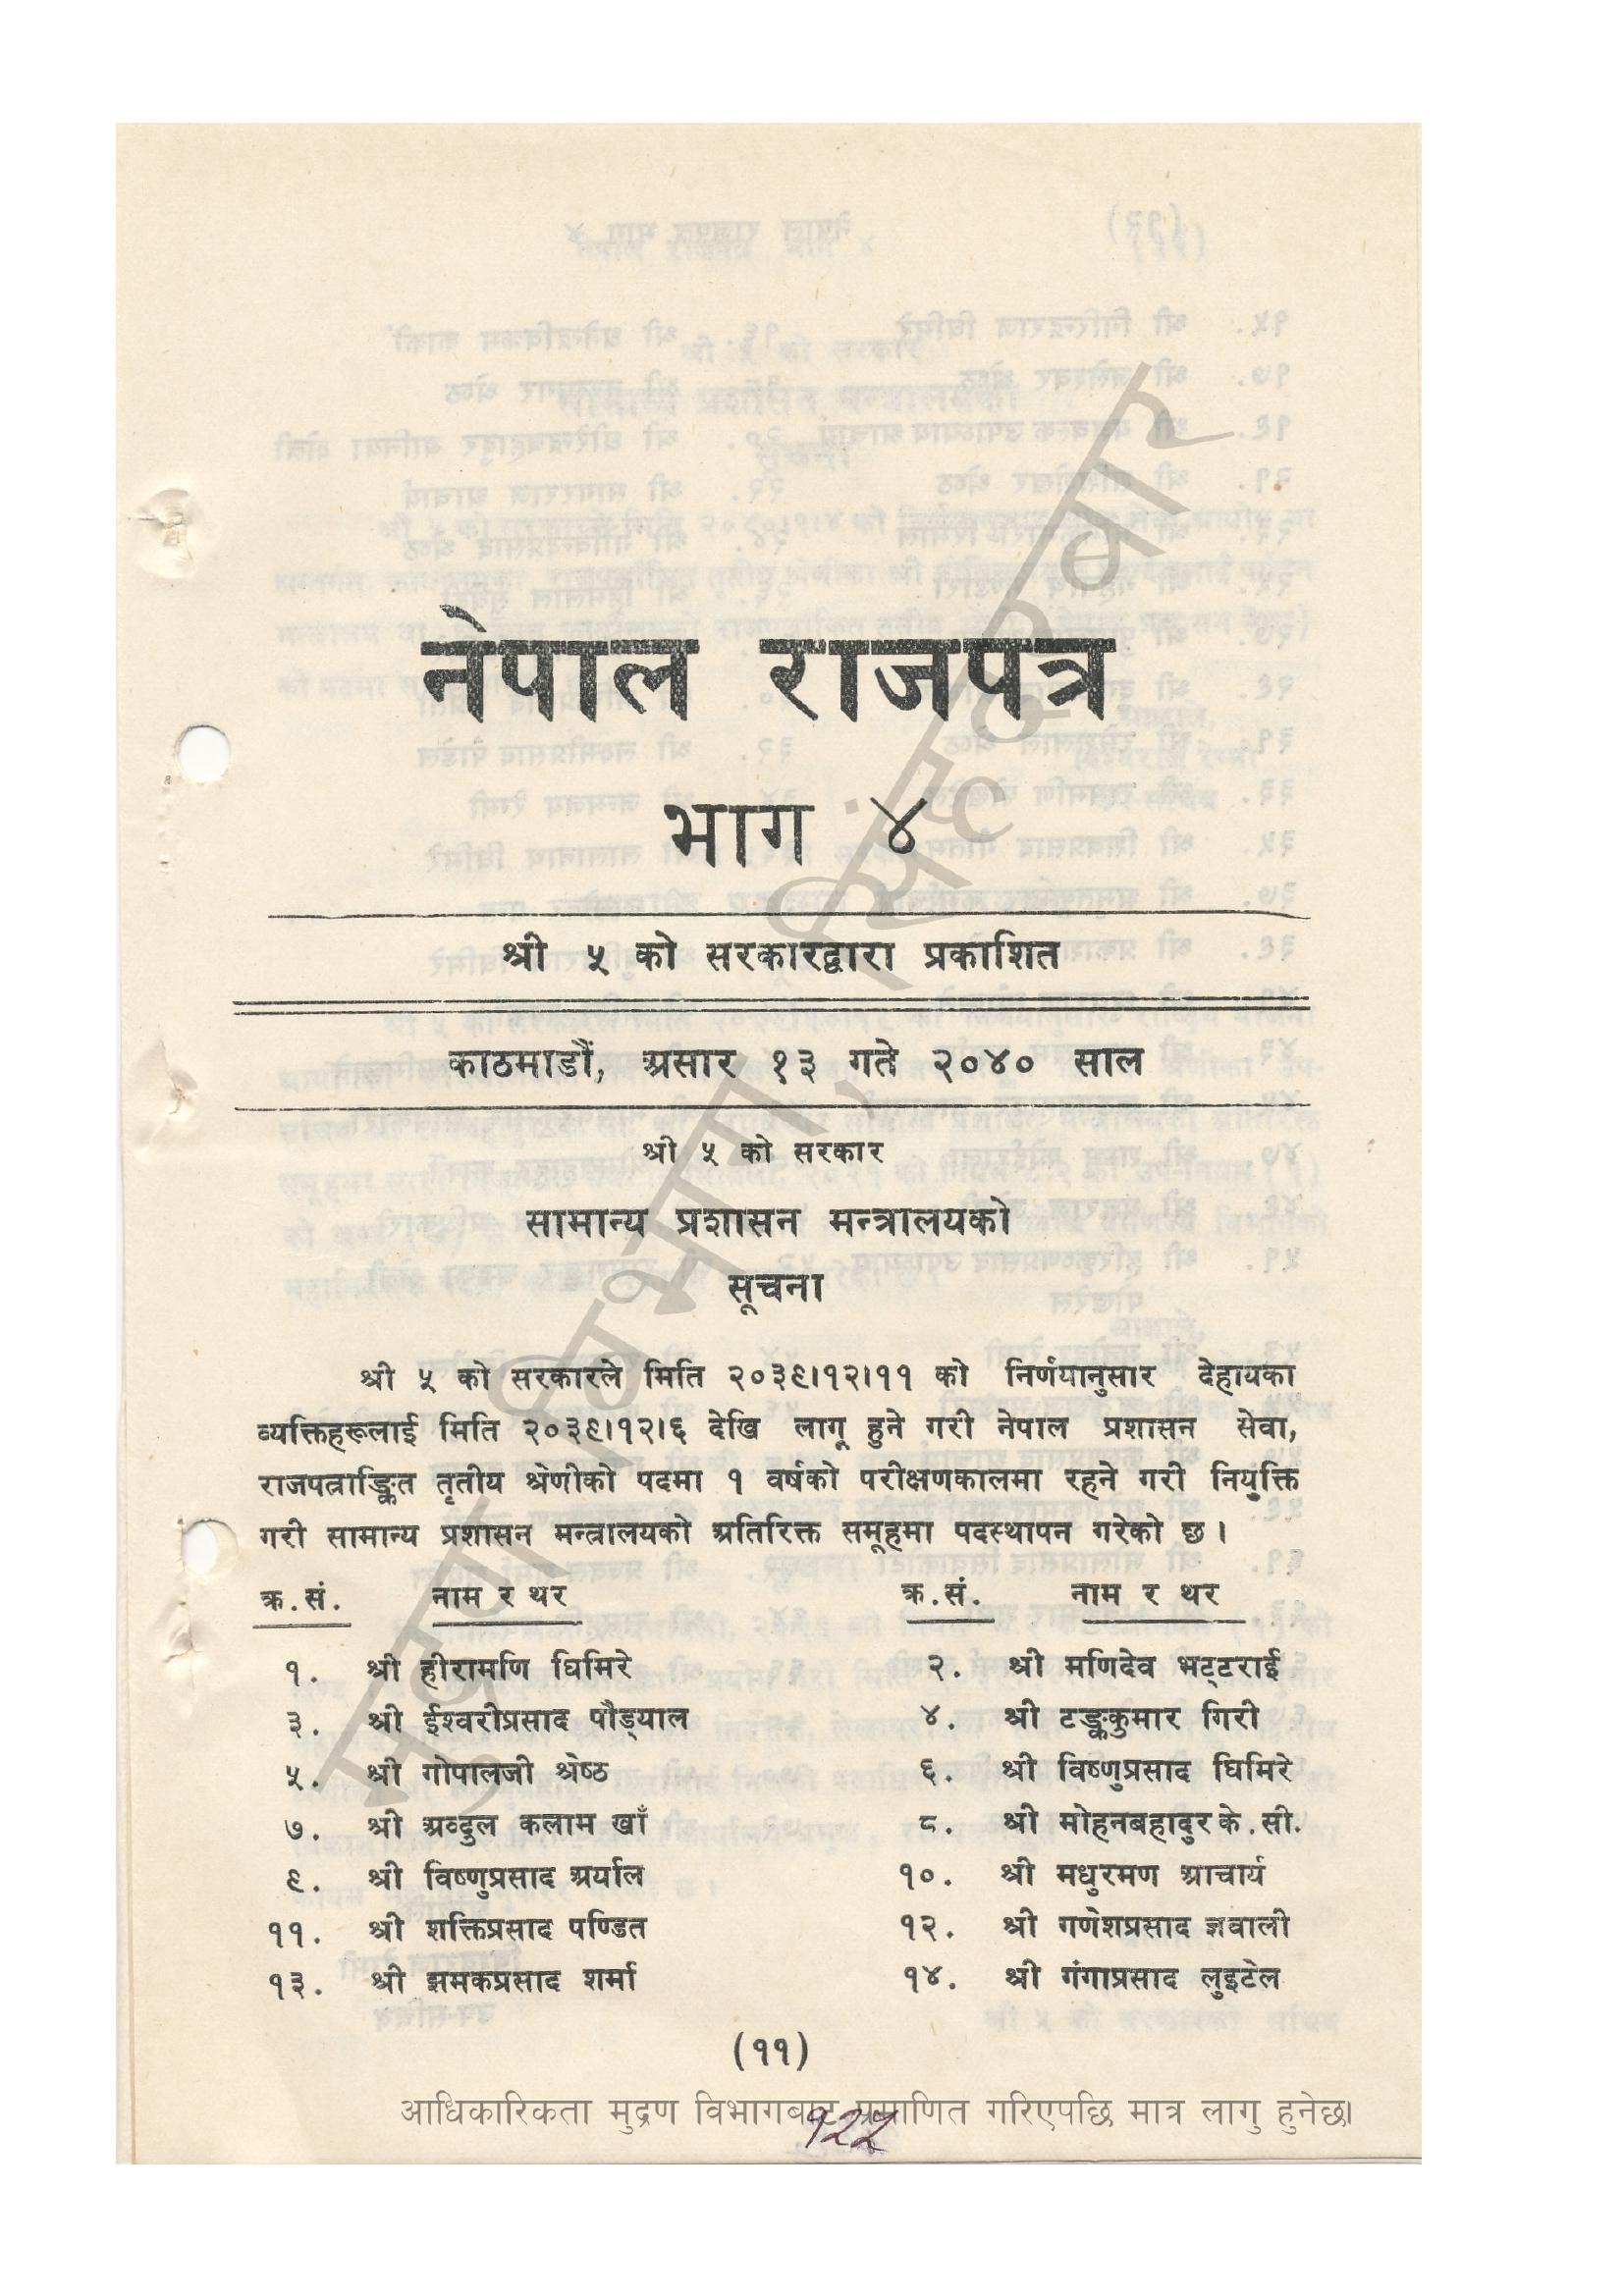 नेपाल राजपत्र
भाग ४
श्री ५ को सरकारद्वारा प्रकाशित
काठमाडौं, असार १३ गते २०४० साल
श्री ५ को सरकार
सामान्य प्रशासन मन्त्रालयको
सूचना
श्री ५ को सरकारले मिति २०३९।१२।११ को निर्णयानुसार देहायका
व्यक्तिहरूलाई मिति २०३९।१२।६ देखि लागू हुने गरी नेपाल प्रशासन सेवा,
राजपत्राङ्कित तृतीय श्रेणीको पदमा १ वर्षको परीक्षणकालमा रहने गरी नियुक्ति
गरी सामान्य प्रशासन मन्त्रालयको अतिरिक्त समूहमा पदस्थापन गरेको छ ।
क्र.सं. नाम र थर क्र.सं. नाम र थर
१. श्री हीरामणि घिमिरे २. श्री मणिदेव भट्टराई
३. श्री ईश्वरीप्रसाद पौड्याल ४. श्री टङ्ककुमार गिरी
५. श्री गोपालजी श्रेष्ठ ६. श्री विष्णुप्रसाद घिमिरे
७. श्री अव्दुल कलाम खाँ ८. श्री मोहनबहादुर के.सी.
९. श्री विष्णुप्रसाद अर्याल १०. श्री मधुरमण आचार्य
११. श्री शक्तिप्रसाद पण्डित १२. श्री गणेशप्रसाद ज्ञवाली
१३. श्री झमकप्रसाद शर्मा १४. श्री गंगाप्रसाद लुइटेल
(११)
आधिकारिकता मुद्रण विभागबाट प्रमाणित गरिएपछि मात्र लागु हुनेछ।
मुद्रण विभाग, सिंहदरबार